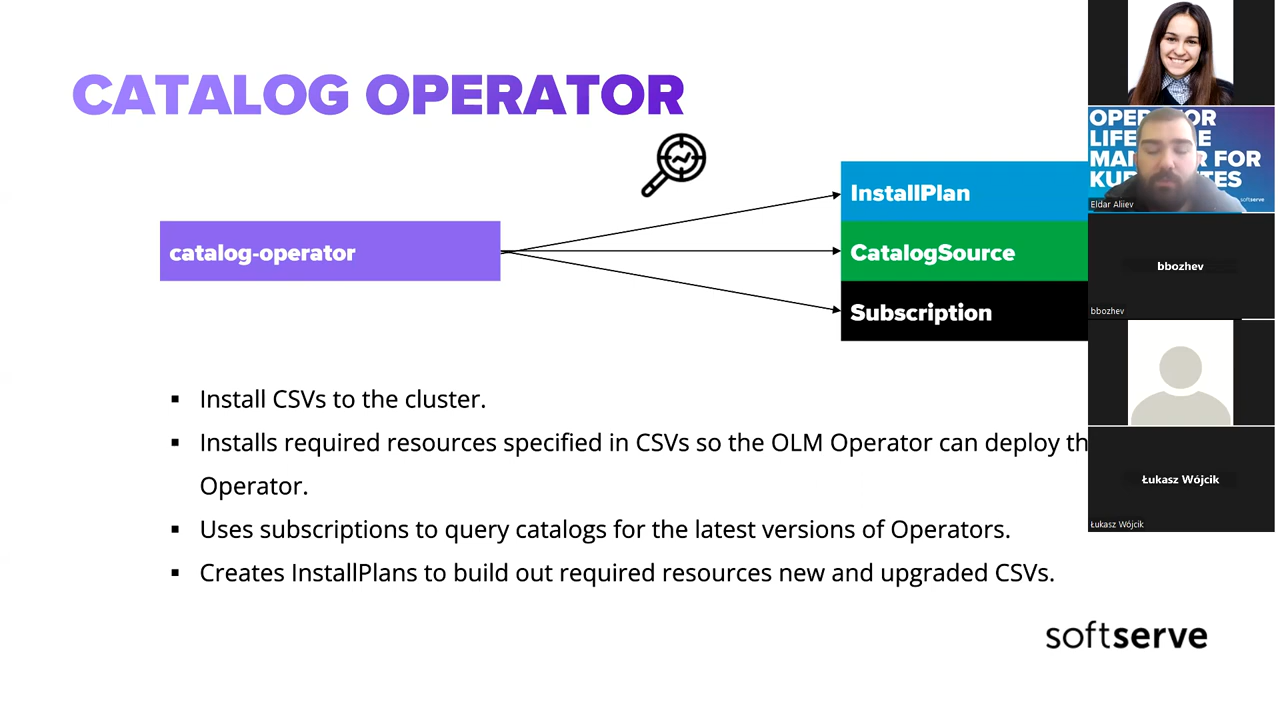 CATALOG OPERATOR
catalog-operator
InstallPlan
CatalogSource
Subscription
▪ Install CSVs to the cluster.
▪ Installs required resources specified in CSVs so the OLM Operator can deploy th
Operator.
▪ Uses subscriptions to query catalogs for the latest versions of Operators.
▪ Creates InstallPlans to build out required resources new and upgraded CSVs.
softserve
Eldar Aliiev
softserve
bbozhev
bbozhev
Łukasz Wójcik
Łukasz Wójcik